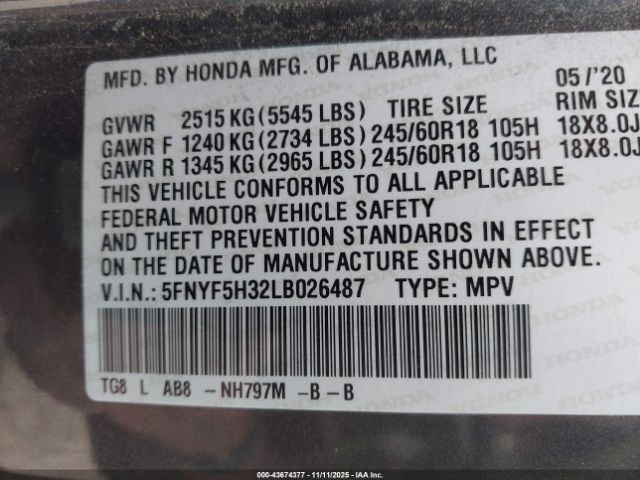 MFD. BY HONDA MFG. OF ALABAMA, LLC 05/'20
GVWR 2515 KG (5545 LBS) TIRE SIZE RIM SIZ
GAWR F 1240 KG (2734 LBS) 245/60R18 105H 18X8.0J
GAWR R 1345 KG (2965 LBS) 245/60R18 105H 18X8.0J
THIS VEHICLE CONFORMS TO ALL APPLICABLE
FEDERAL MOTOR VEHICLE SAFETY
AND THEFT PREVENTION STANDARDS IN EFFECT
ON THE DATE OF MANUFACTURE SHOWN ABOVE.
V.I.N.: 5FNYF5H32LB026487 TYPE: MPV
TG8 L AB8 - NH797M - B - B
000-43674377 - 11/11/2025 - IAAI.com